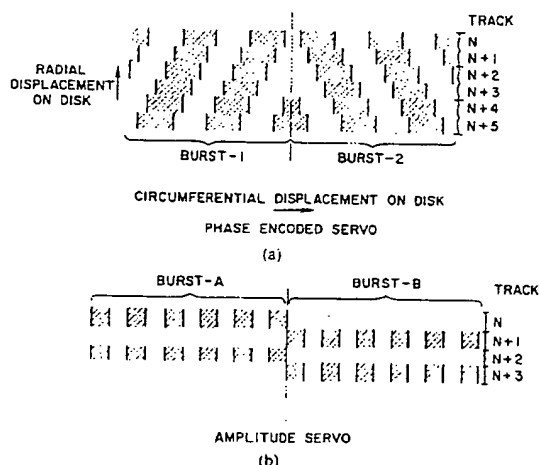 TRACK
N
N+1
RADIAL
DISPLACEMENT
ON DISK
N+2
N+3
N+4
N+5
BURST-1
BURST-2
CIRCUMFERENTIAL DISPLACEMENT ON DISK
PHASE ENCODED SERVO
(a)
BURST-A
BURST-B
TRACK
N
N+1
N+2
N+3
AMPLITUDE SERVO
(b)